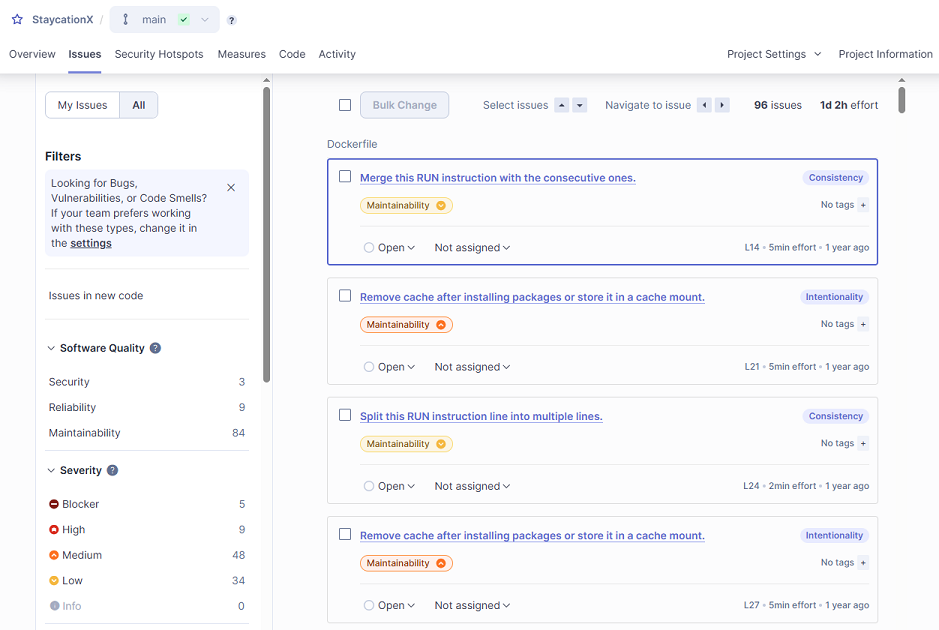 StaycationX / main ?
Overview Issues Security Hotspots Measures Code Activity Project Settings Project Information
My Issues All
Filters
Looking for Bugs,
Vulnerabilities, or Code Smells?
If your team prefers working
with these types, change it in
the settings
Issues in new code
Software Quality ?
Security 3
Reliability 9
Maintainability 84
Severity ?
Blocker 5
High 9
Medium 48
Low 34
Info 0
Bulk Change Select issues Navigate to issue 96 issues 1d 2h effort
Dockerfile
Merge this RUN instruction with the consecutive ones. Consistency
Maintainability No tags +
Open Not assigned L14 • 5min effort • 1 year ago
Remove cache after installing packages or store it in a cache mount. Intentionality
Maintainability No tags +
Open Not assigned L21 • 5min effort • 1 year ago
Split this RUN instruction line into multiple lines. Consistency
Maintainability No tags +
Open Not assigned L24 • 2min effort • 1 year ago
Remove cache after installing packages or store it in a cache mount. Intentionality
Maintainability No tags +
Open Not assigned L27 • 5min effort • 1 year ago